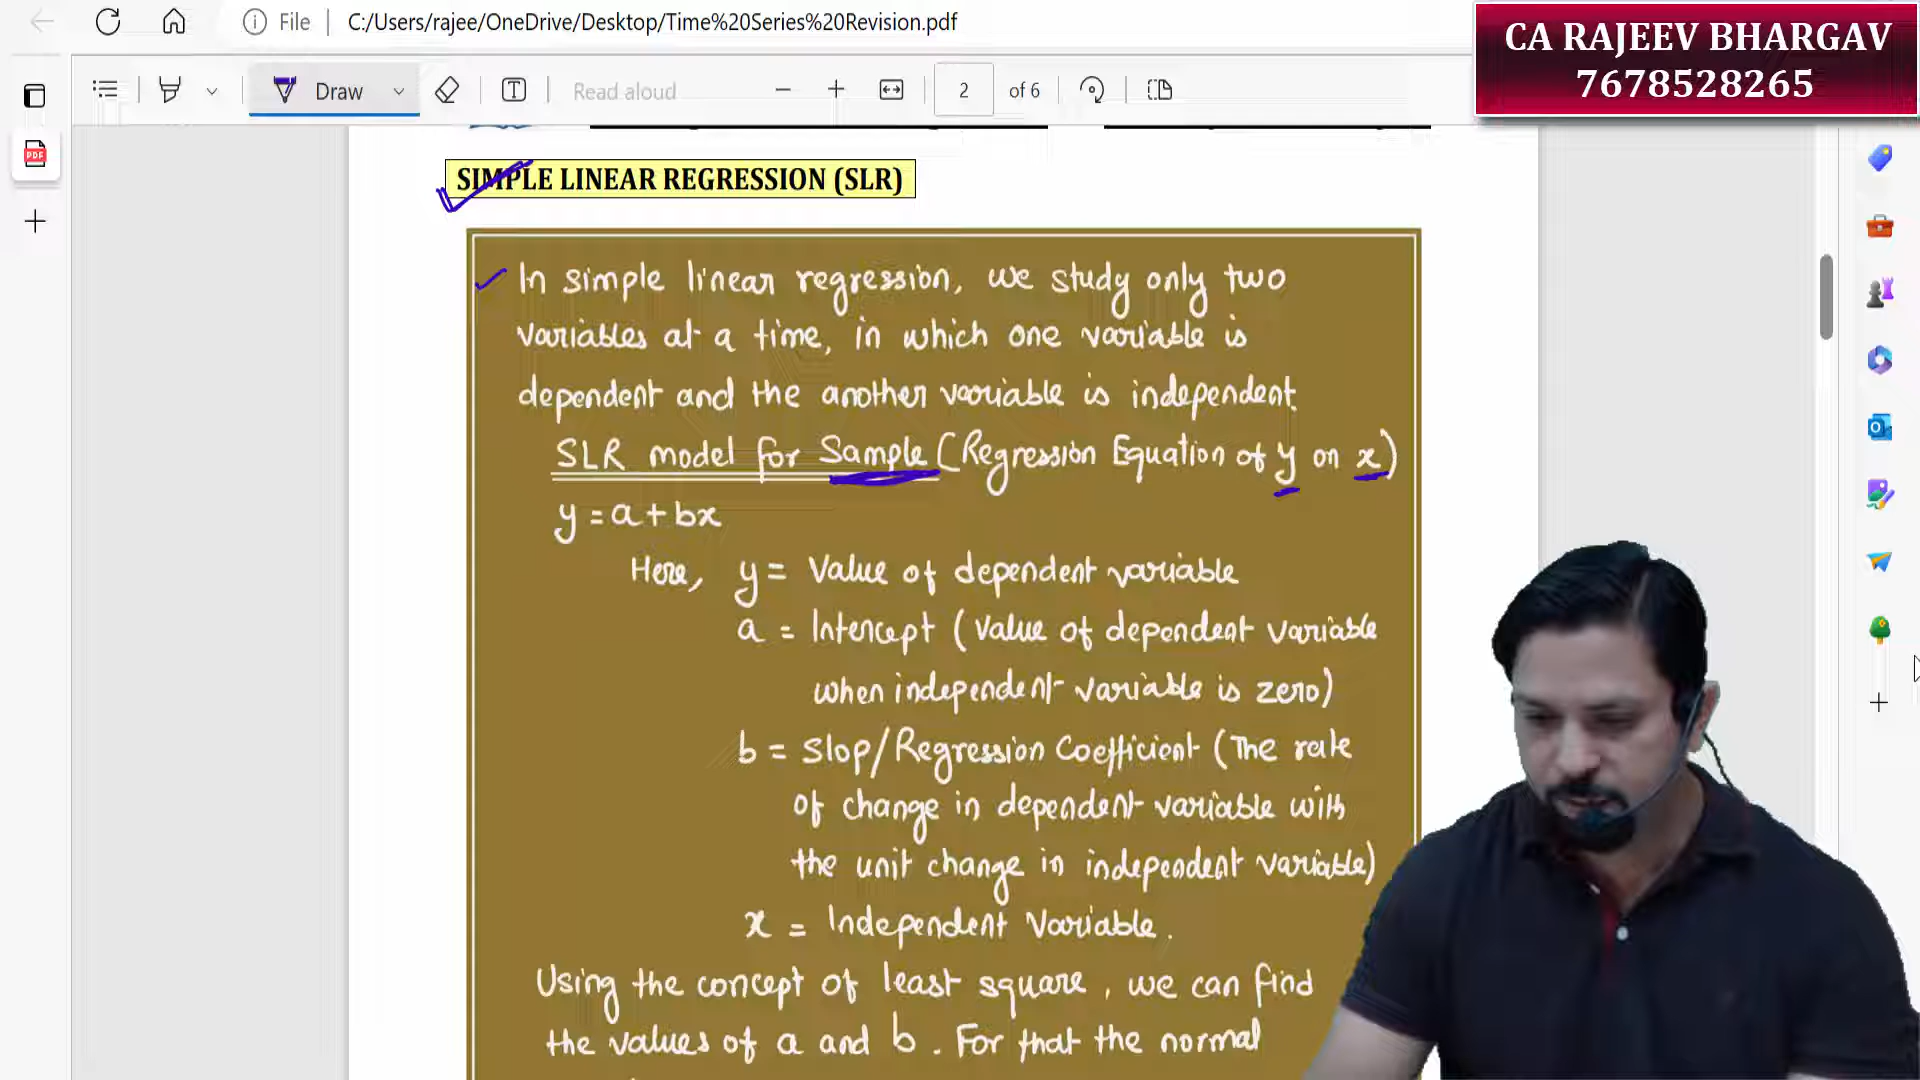 File
C:/Users/rajee/OneDrive/Desktop/Time%20Series%20Revision.pdf
CA RAJEEV BHARGAV
7678528265
Draw
Read aloud
2
of 6
PDF
SIMPLE LINEAR REGRESSION (SLR)
In simple linear regression, we study only two
variables at a time, in which one variable is
dependent and the another variable is independent.
SLR model for Sample (Regression Equation of y on x)
y = a + bx
Here, y = Value of dependent variable
a = Intercept (Value of dependent variable
when independent variable is zero)
b = Slop/Regression Coefficient (The rate
of change in dependent variable with
the unit change in independent variable)
x = Independent Variable.
Using the concept of least square, we can find
the values of a and b. For that the normal